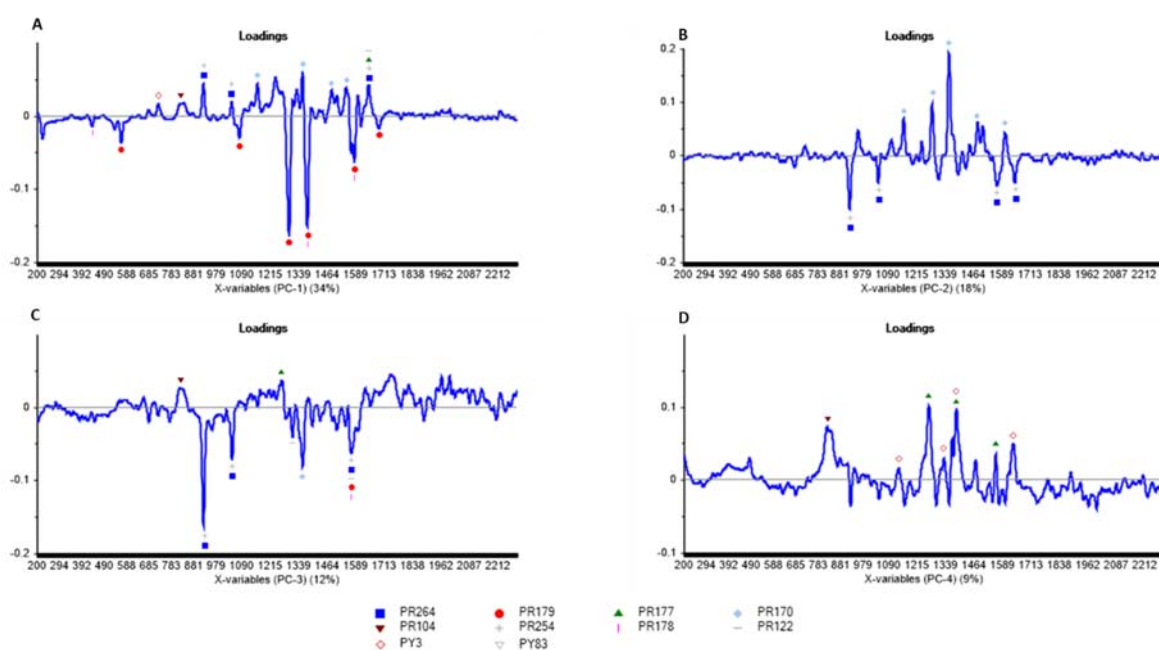 A
Loadings
0
-0.1
-0.2
200 294 392 490 588 685 783 881 979 1090 1215 1339 1464 1589 1713 1838 1962 2087 2212
X-variables (PC-1) (34%)
B
Loadings
0.2
0.1
0
-0.1
-0.2
200 294 392 490 588 685 783 881 979 1090 1215 1339 1464 1589 1713 1838 1962 2087 2212
X-variables (PC-2) (18%)
C
Loadings
0
-0.1
-0.2
200 294 392 490 588 685 783 881 979 1090 1215 1339 1464 1589 1713 1838 1962 2087 2212
X-variables (PC-3) (12%)
D
Loadings
0.1
0
-0.1
200 294 392 490 588 685 783 881 979 1090 1215 1339 1464 1589 1713 1838 1962 2087 2212
X-variables (PC-4) (9%)
PR264 PR179 PR177 PR170
PR104 PR254 PR178 PR122
PY3 PY83